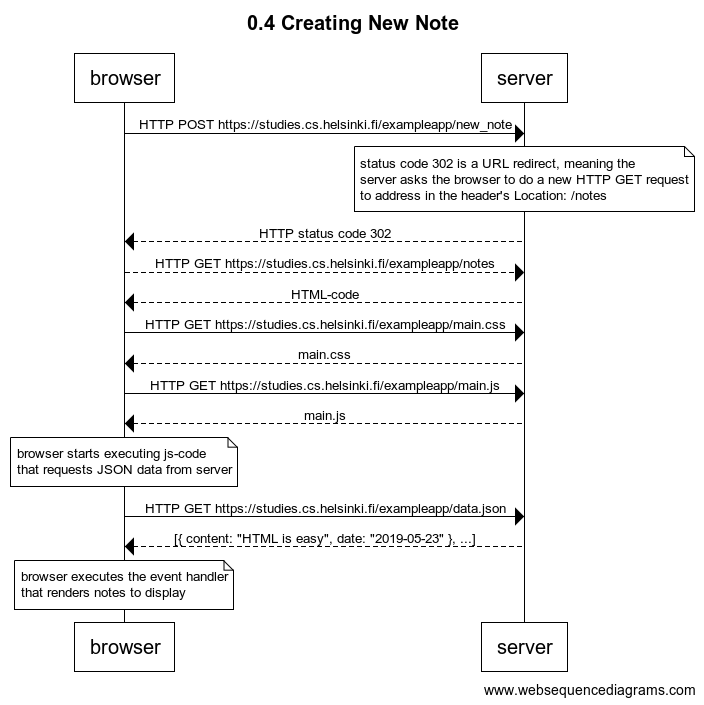 0.4 Creating New Note
browser
server
HTTP POST https://studies.cs.helsinki.fi/exampleapp/new_note
status code 302 is a URL redirect, meaning the
server asks the browser to do a new HTTP GET request
to address in the header's Location: /notes
HTTP status code 302
HTTP GET https://studies.cs.helsinki.fi/exampleapp/notes
HTML-code
HTTP GET https://studies.cs.helsinki.fi/exampleapp/main.css
main.css
HTTP GET https://studies.cs.helsinki.fi/exampleapp/main.js
main.js
browser starts executing js-code
that requests JSON data from server
HTTP GET https://studies.cs.helsinki.fi/exampleapp/data.json
[{ content: "HTML is easy", date: "2019-05-23" }, ...]
browser executes the event handler
that renders notes to display
browser
server
www.websequencediagrams.com